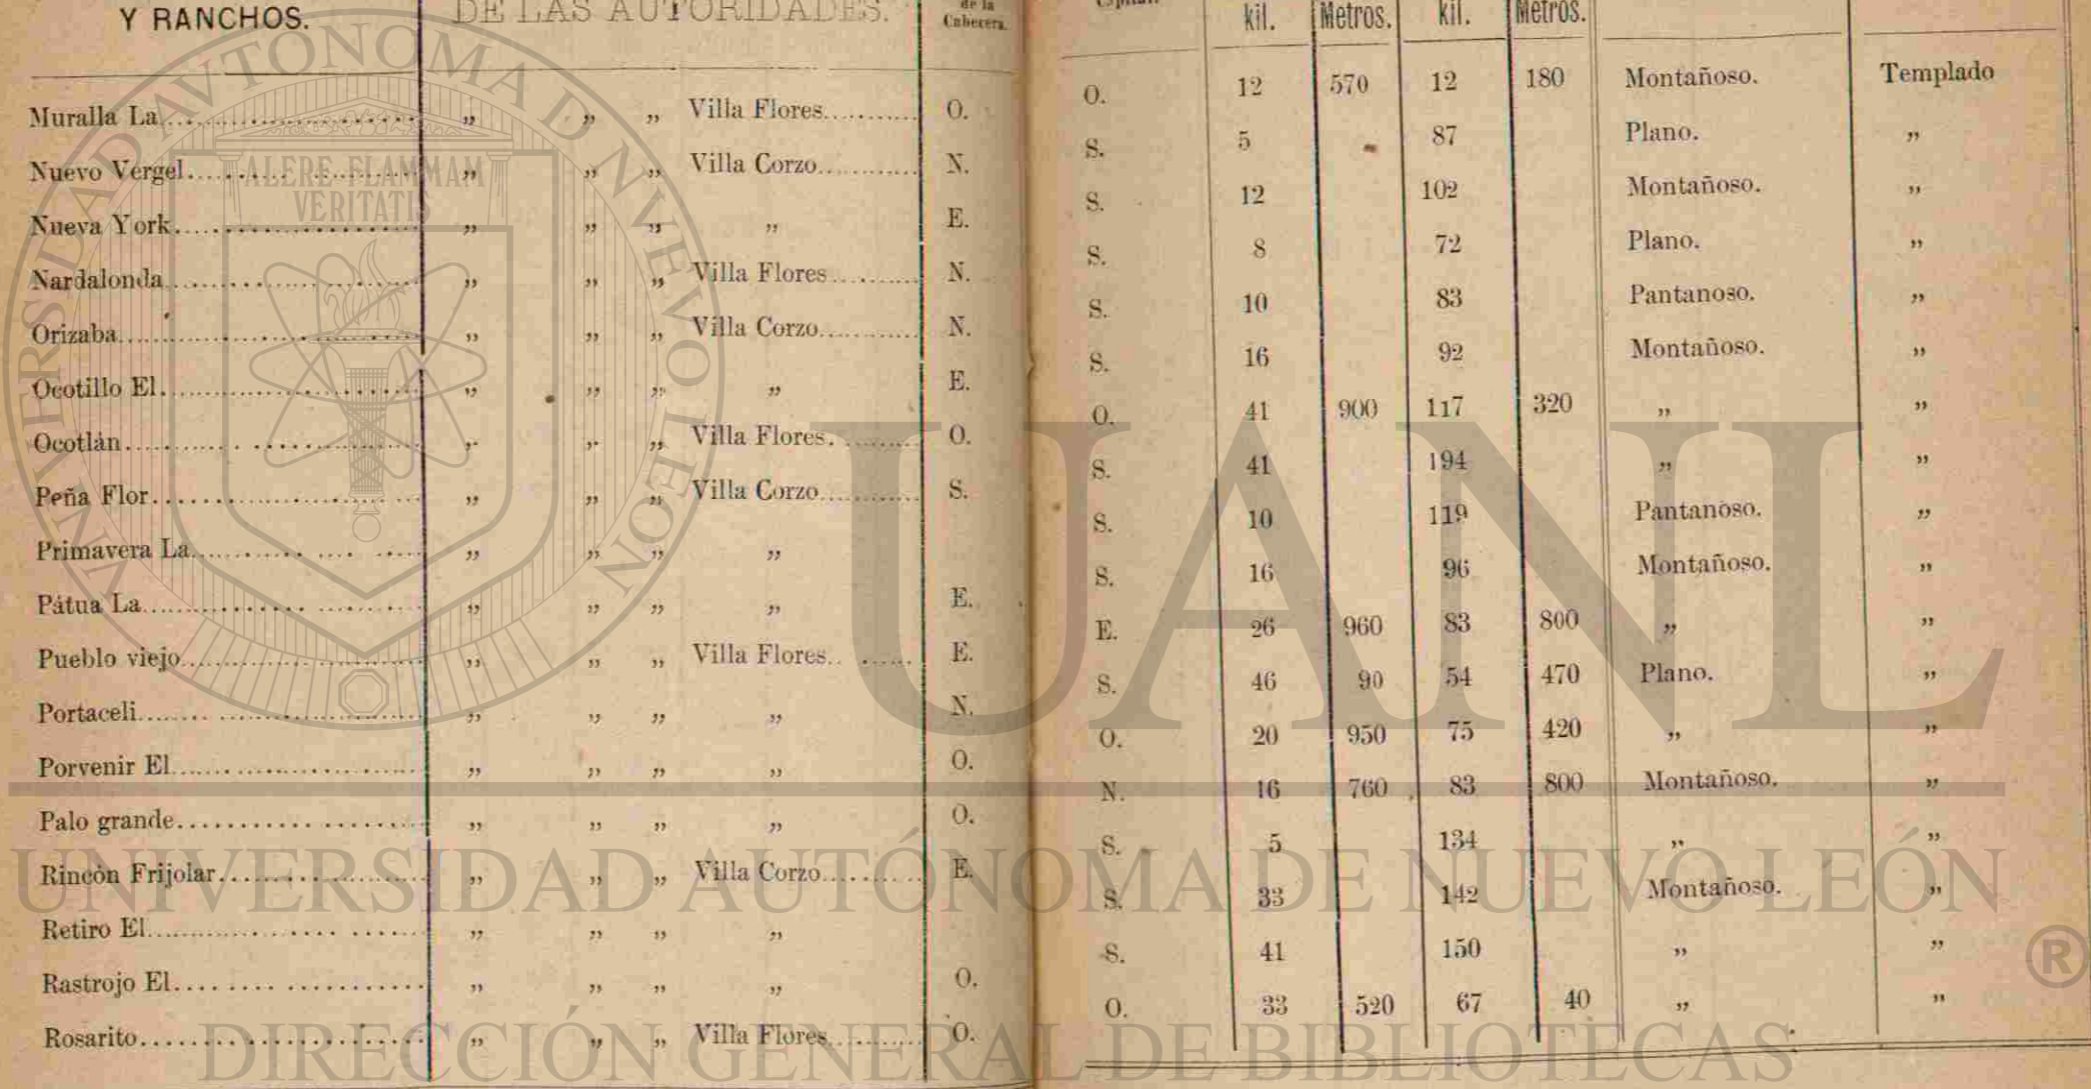 Y RANCHOS. DE LAS AUTORIDADES. de la Cabecera. kil. Metros. kil. Metros.
Muralla La ,, ,, ,, Villa Flores O. O. 12 570 12 180 Montañoso. Templado
Nuevo Vergel ,, ,, ,, Villa Corzo N. S. 5 87 Plano. ,,
Nueva York ,, ,, ,, ,, E. S. 12 102 Montañoso. ,,
Nardalonda ,, ,, ,, Villa Flores N. S. 8 72 Plano. ,,
Orizaba ,, ,, ,, Villa Corzo N. S. 10 83 Pantanoso. ,,
Ocotillo El ,, ,, ,, ,, E. S. 16 92 Montañoso. ,,
Ocotlán ,, ,, ,, Villa Flores. O. O. 41 900 117 320 ,, ,,
Peña Flor ,, ,, ,, Villa Corzo S. S. 41 194 ,, ,,
Primavera La ,, ,, ,, ,, S. 10 119 Pantanoso. ,,
Pátua La ,, ,, ,, ,, E. S. 16 96 Montañoso. ,,
Pueblo viejo ,, ,, ,, Villa Flores E. E. 26 960 83 800 ,, ,,
Portaceli ,, ,, ,, ,, N. S. 46 90 54 470 Plano. ,,
Porvenir El ,, ,, ,, ,, O. O. 20 950 75 420 ,, ,,
Palo grande ,, ,, ,, ,, O. N. 16 760 83 800 Montañoso. ,,
Rincón Frijolar ,, ,, ,, Villa Corzo E. S. 5 134 ,, ,,
Retiro El ,, ,, ,, ,, S. 33 142 Montañoso. ,,
Rastrojo El ,, ,, ,, ,, O. S. 41 150 ,, ,,
Rosarito ,, ,, ,, Villa Flores O. O. 33 520 67 40 ,, ,,
UNIVERSIDAD AVTONOMA D NVEVO LEON
ALERE FLAMMAM
VERITATIS
UANL
UNIVERSIDAD AUTÓNOMA DE NUEVO LEÓN
®
DIRECCIÓN GENERAL DE BIBLIOTECAS